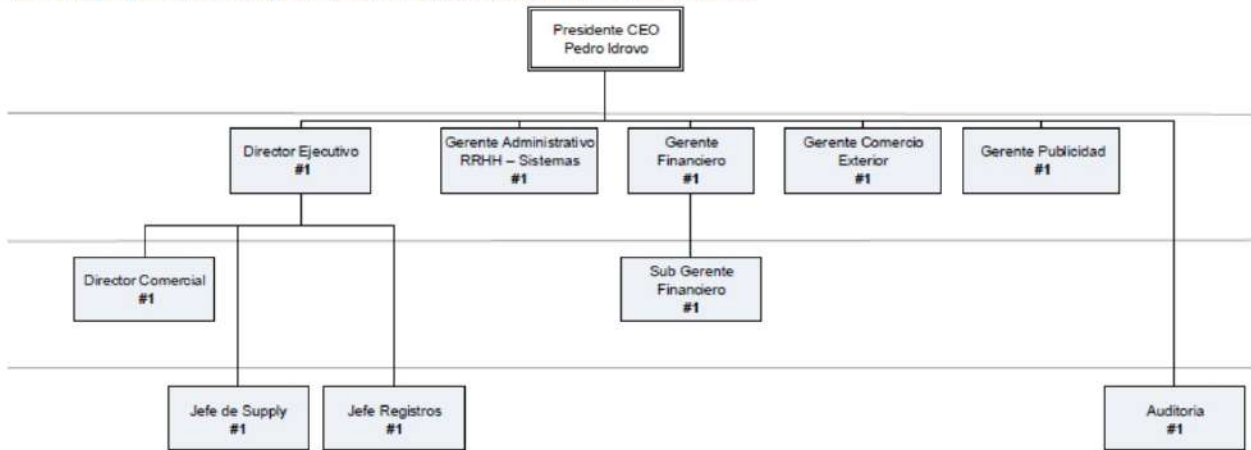 Presidente CEO
Pedro Idrovo
Director Ejecutivo
#1
Gerente Administrativo
RRHH – Sistemas
#1
Gerente
Financiero
#1
Gerente Comercio
Exterior
#1
Gerente Publicidad
#1
Director Comercial
#1
Sub Gerente
Financiero
#1
Jefe de Supply
#1
Jefe Registros
#1
Auditoria
#1